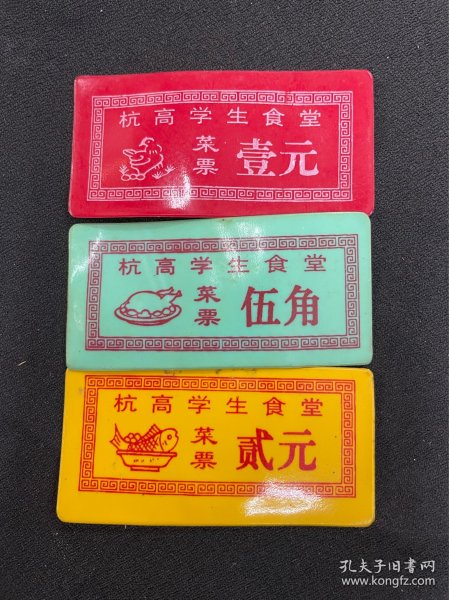 杭高学生食堂
菜票 壹元
杭高学生食堂
菜票 伍角
杭高学生食堂
菜票 贰元
孔夫子旧书网
www.kongfz.com